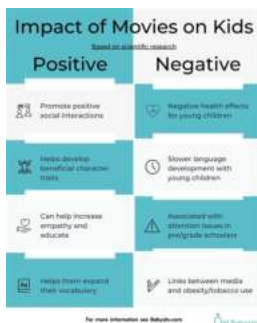 Impact of Movies on Kids
Based on scientific research
Positive
Negative
Promote positive
social interactions
Negative health effects
for young children
Helps develop
beneficial character
traits
Slower language
development with
young children
Can help increase
empathy and
educate
Associated with
attention issues in
pre/grade schoolers
Helps them expand
their vocabulary
Links between media
and obesity/tobacco use
For more information see